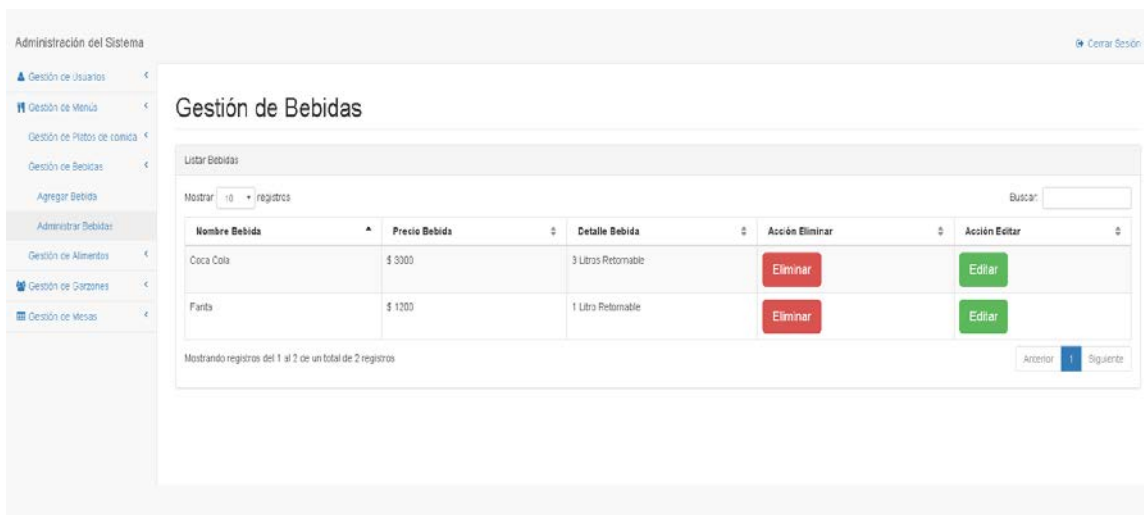 Administración del Sistema
Cerrar Sesión
Gestión de Usuarios
Gestión de Menús
Gestión de Platos de comida
Gestión de Bebidas
Agregar Bebida
Administrar Bebidas
Gestión de Alimentos
Gestión de Garzones
Gestión de Mesas
Gestión de Bebidas
Listar Bebidas
Mostrar 10 registros
Buscar:
Nombre Bebida Precio Bebida Detalle Bebida Acción Eliminar Acción Editar
Coca Cola $ 3000 3 Litros Retornable Eliminar Editar
Fanta $ 1200 1 Litro Retornable Eliminar Editar
Mostrando registros del 1 al 2 de un total de 2 registros
Anterior 1 Siguiente